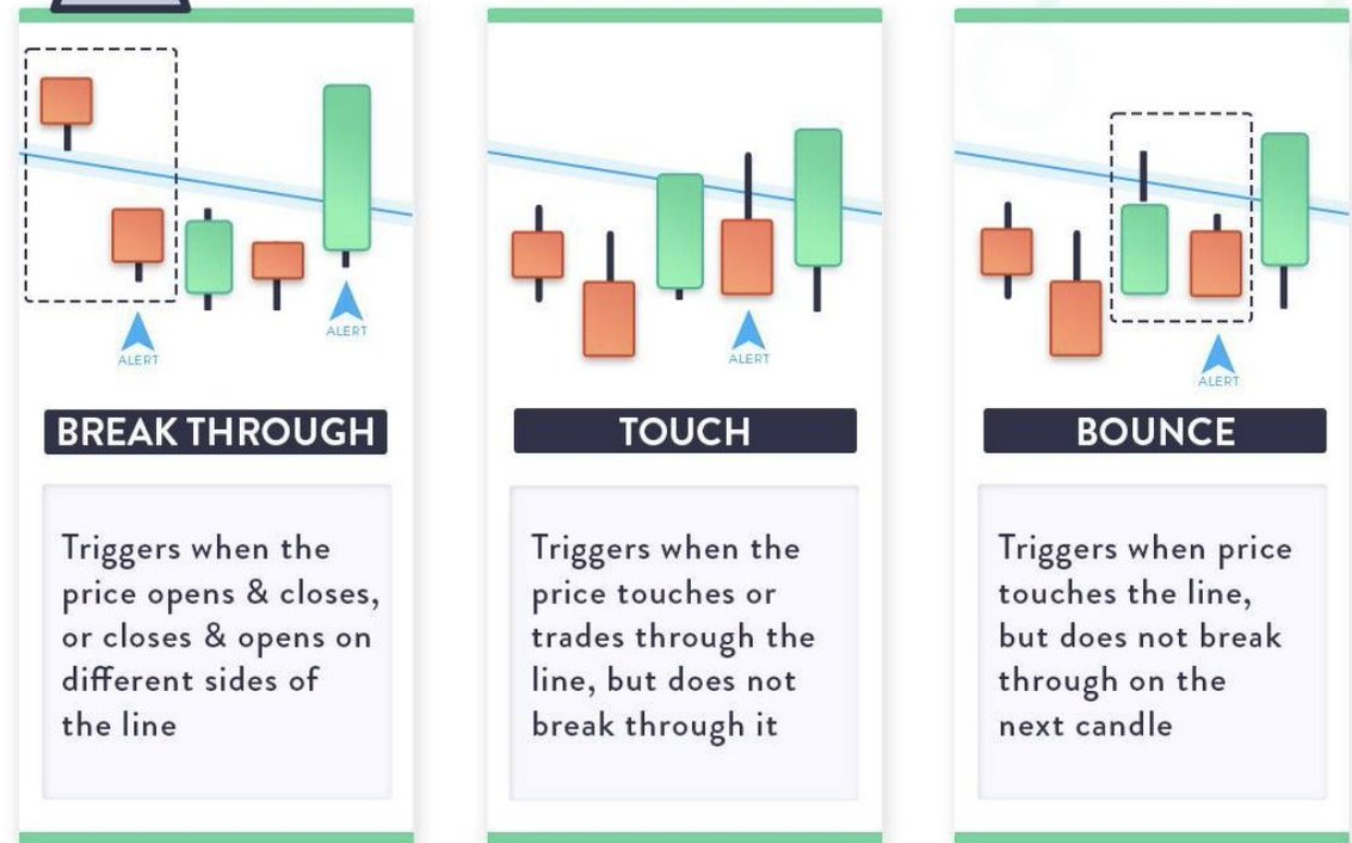 ALERT
ALERT
BREAK THROUGH
Triggers when the
price opens & closes,
or closes & opens on
different sides of
the line
ALERT
TOUCH
Triggers when the
price touches or
trades through the
line, but does not
break through it
ALERT
BOUNCE
Triggers when price
touches the line,
but does not break
through on the
next candle